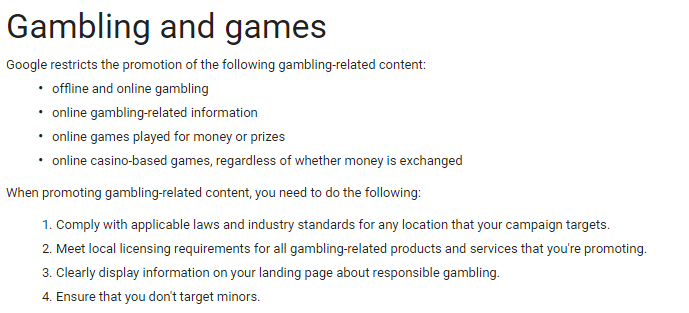 Gambling and games
Google restricts the promotion of the following gambling-related content:
• offline and online gambling
• online gambling-related information
• online games played for money or prizes
• online casino-based games, regardless of whether money is exchanged
When promoting gambling-related content, you need to do the following:
1. Comply with applicable laws and industry standards for any location that your campaign targets.
2. Meet local licensing requirements for all gambling-related products and services that you're promoting.
3. Clearly display information on your landing page about responsible gambling.
4. Ensure that you don't target minors.